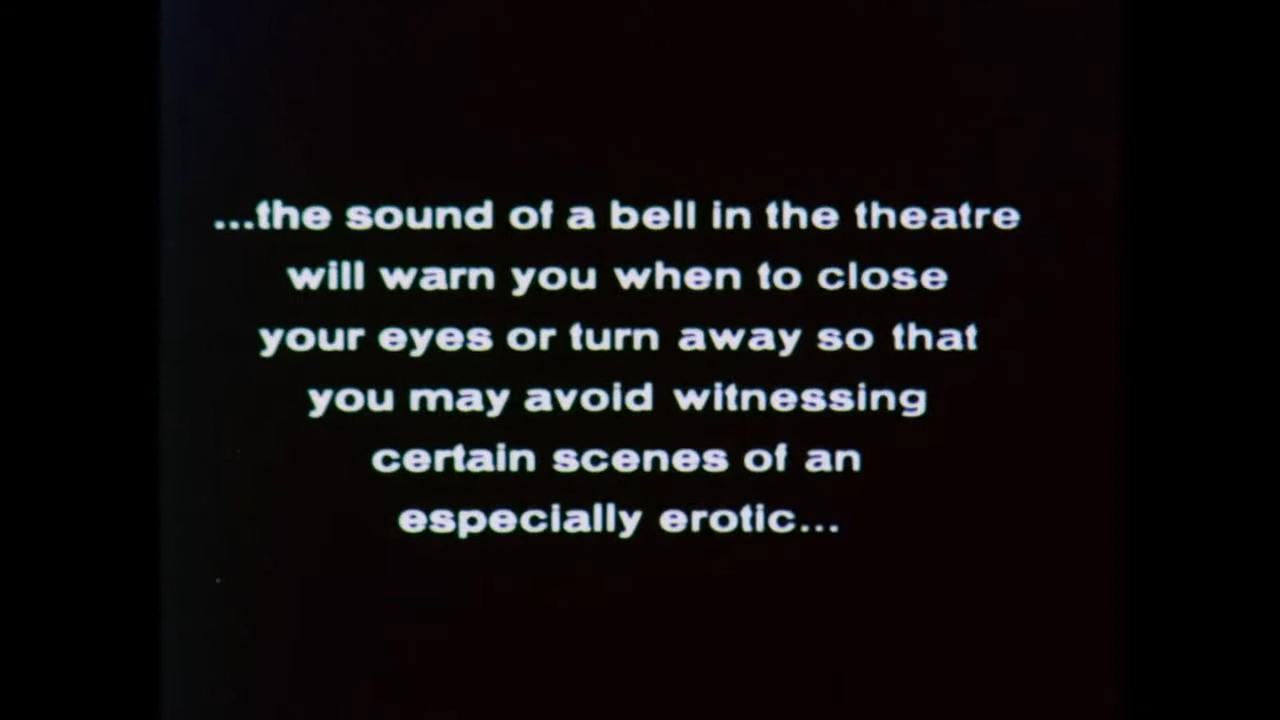 ...the sound of a bell in the theatre
will warn you when to close
your eyes or turn away so that
you may avoid witnessing
certain scenes of an
especially erotic...